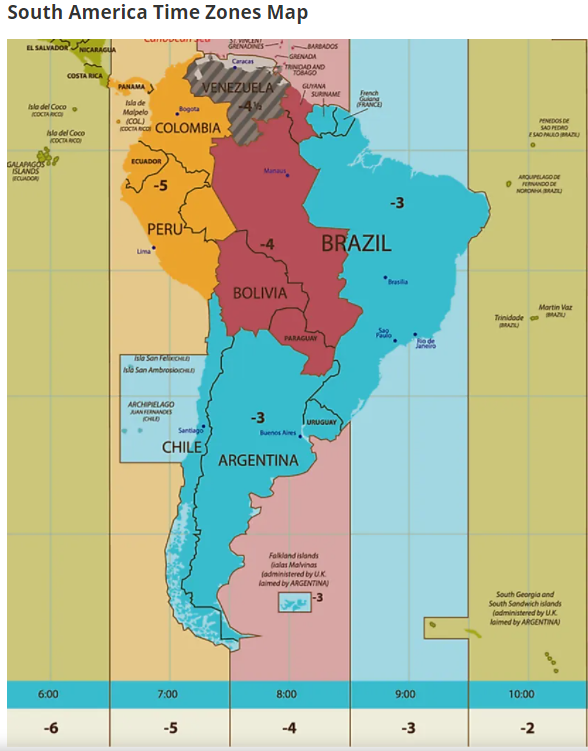 South America Time Zones Map
Caribbean Sea
ST. VINCENT
GRENADINES
BARBADOS
EL SALVADOR
NICARAGUA
GRENADA
Caracas
TRINIDAD AND
TOBAGO
COSTA RICA
PANAMA
VENEZUELA
-4½
GUYANA
SURINAME
French
Guiana
(FRANCE)
Isla del Coco
(COCTA RICO)
Isla de
Malpelo
(COL.)
(COCTA RICO)
Bogota
COLOMBIA
PENEDOS DE
SAO PEDRO
E SAO PAULO (BRAZIL)
Isla del Coco
(COCTA RICO)
GALAPAGOS
ISLANDS
(ECUADOR)
ECUADOR
-5
Manaus
ARQUIPELAGO DE
FERNANDO DE
NORONHA (BRAZIL)
-3
PERU
Lima
-4
BRAZIL
BOLIVIA
Brasilia
Martin Vaz
(BRAZIL)
Trinidade
(BRAZIL)
PARAGUAY
Sao
Paulo
Rio de
Janeiro
Isla San Felix(CHILE)
Isla San Ambrosio(CHILE)
ARCHIPIELAGO
JUAN FERNANDES
(CHILE)
-3
Santiago
CHILE
Buenos Aires
URUGUAY
ARGENTINA
Falkland islands
(ialas Malvinas
(administered by U.K.
laimed by ARGENTINA)
-3
South Georgia and
South Sandwich islands
(administered by U.K.
laimed by ARGENTINA)
6:00 7:00 8:00 9:00 10:00
-6 -5 -4 -3 -2